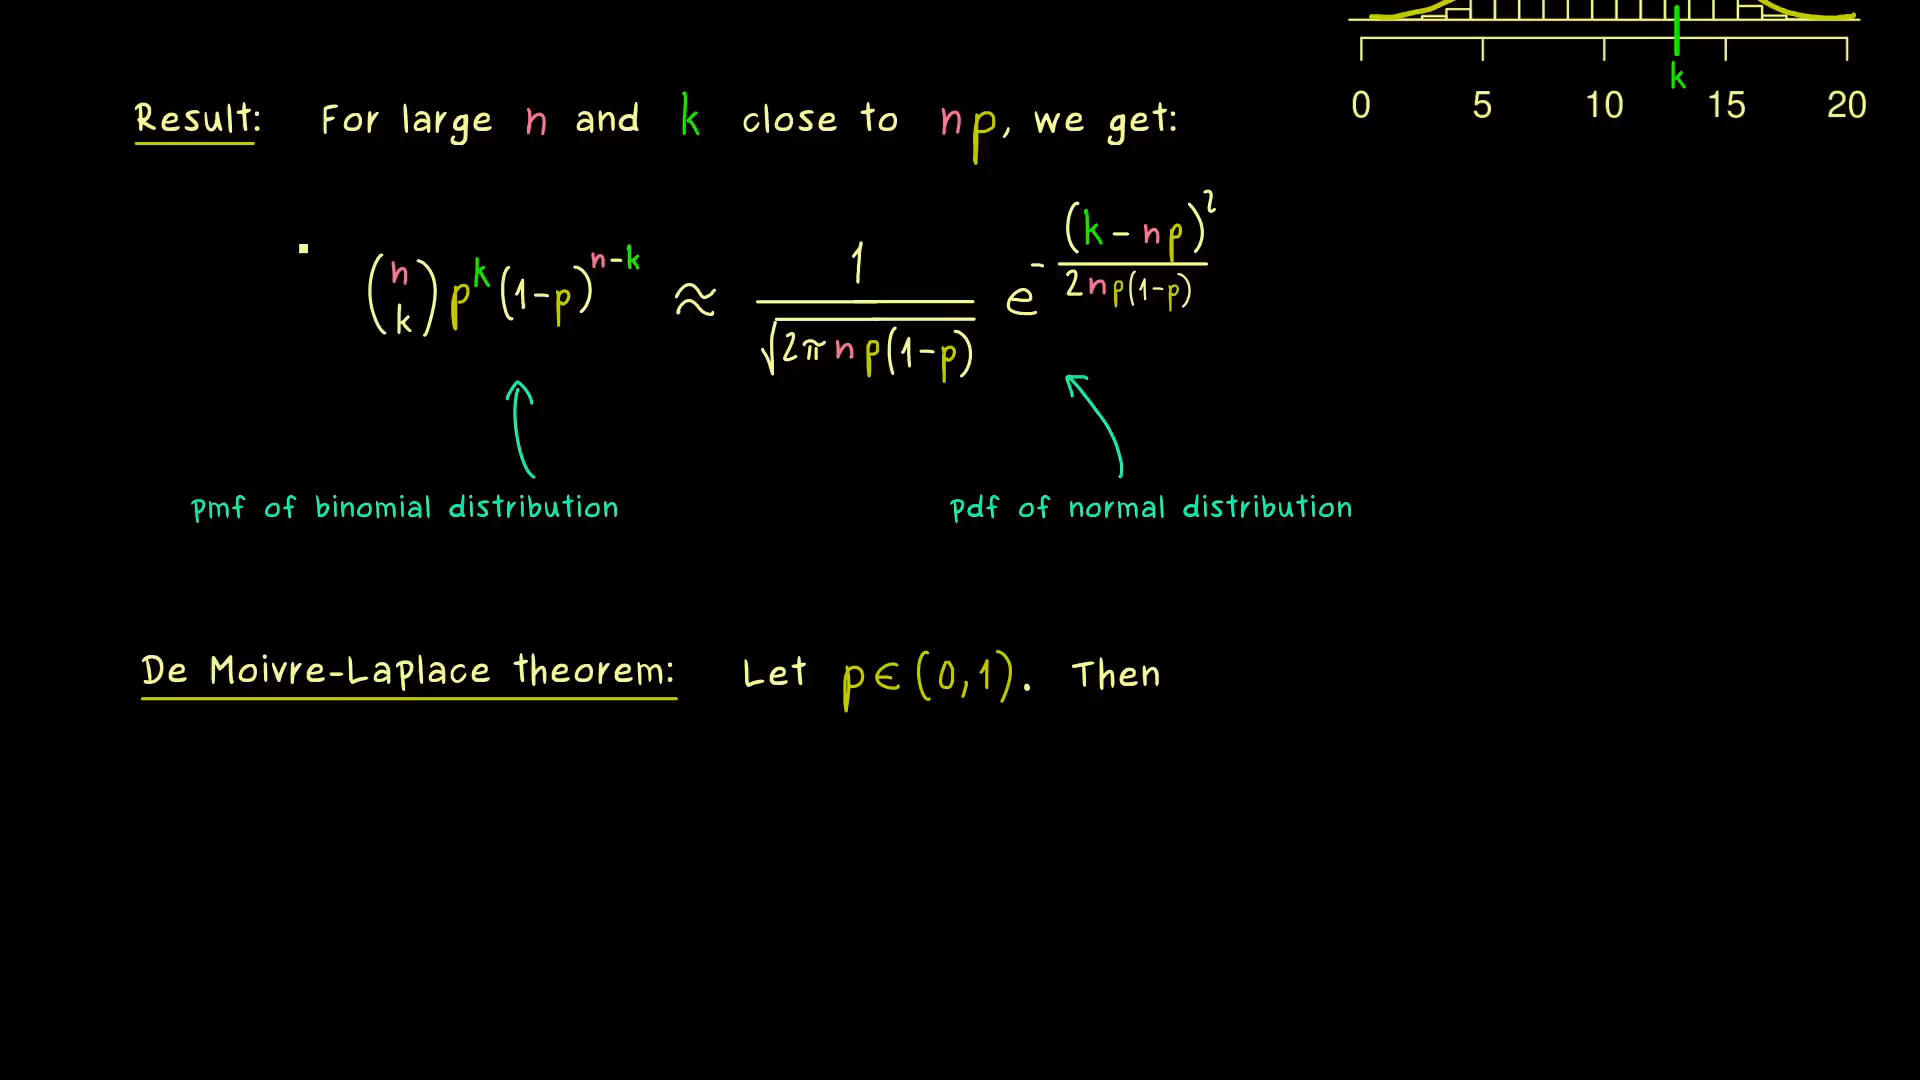 k
0 5 10 15 20
Result: For large n and k close to np, we get:
(n k) p^k (1-p)^{n-k} ≈ 1/√(2πnp(1-p)) e^{-(k-np)^2/(2np(1-p))}
pmf of binomial distribution pdf of normal distribution
De Moivre-Laplace theorem: Let p∈(0,1). Then